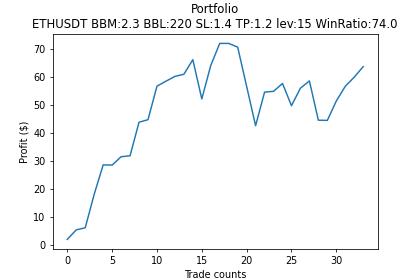 Portfolio
ETHUSDT BBM:2.3 BBL:220 SL:1.4 TP:1.2 lev:15 WinRatio:74.0
70
60
50
40
30
20
10
0
Profit ($)
0 5 10 15 20 25 30
Trade counts